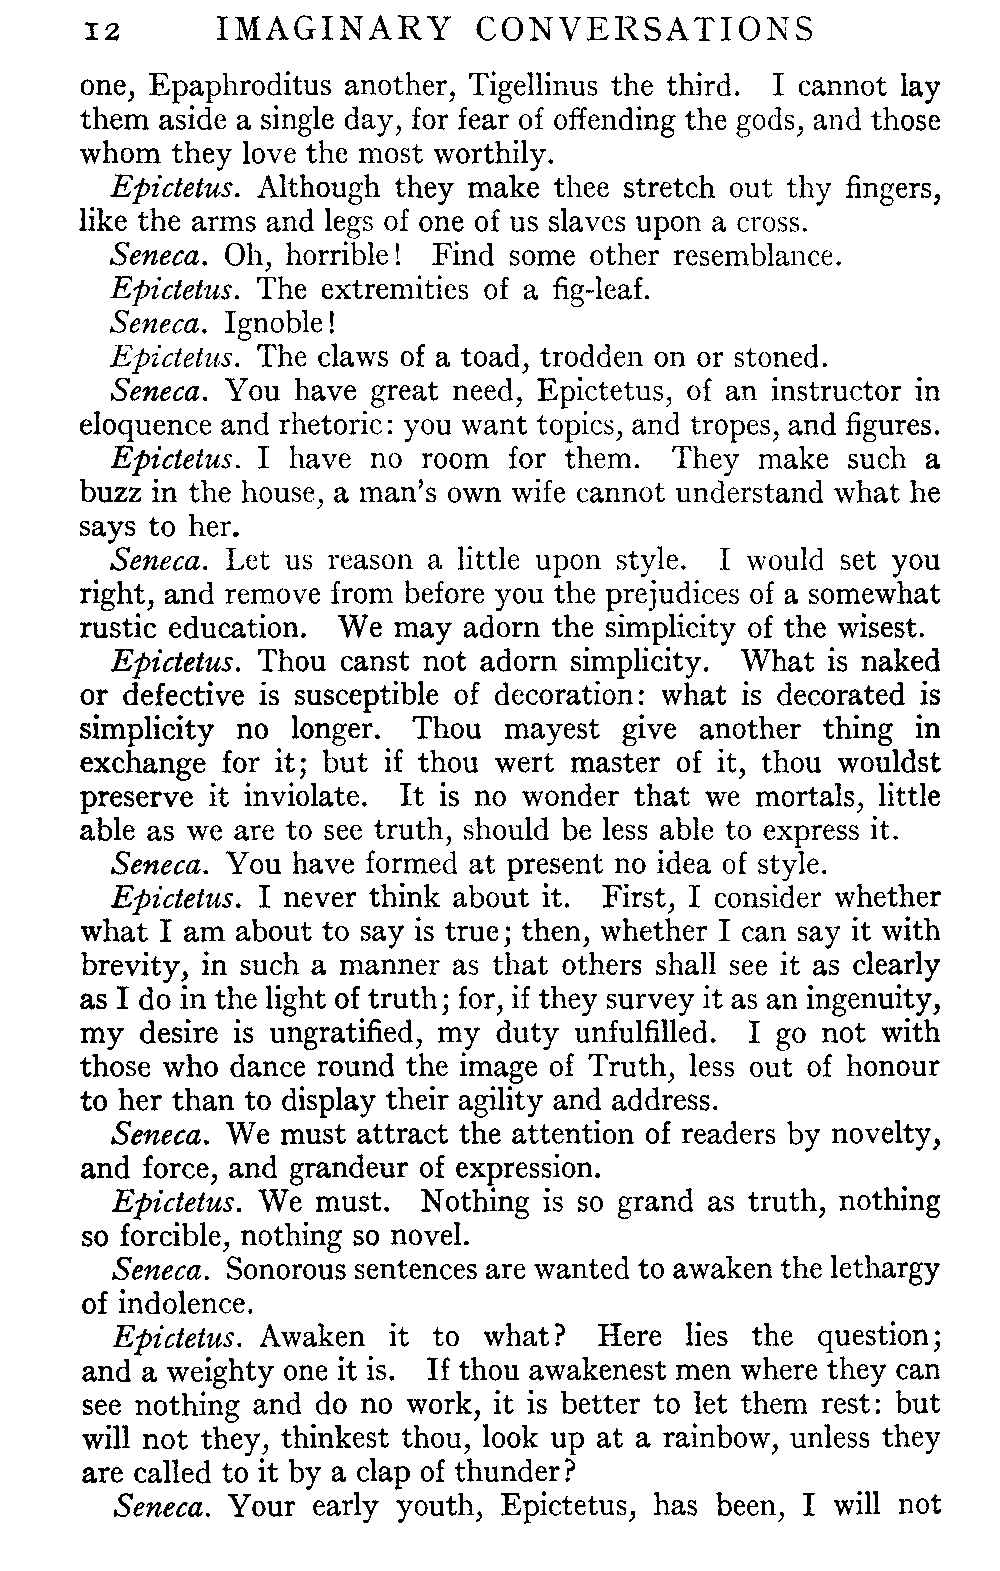 12 IMAGINARY CONVERSATIONS
one, Epaphroditus another, Tigellinus the third. I cannot lay
them aside a single day, for fear of offending the gods, and those
whom they love the most worthily.
Epictetus. Although they make thee stretch out thy fingers,
like the arms and legs of one of us slaves upon a cross.
Seneca. Oh, horrible! Find some other resemblance.
Epictetus. The extremities of a fig-leaf.
Seneca. Ignoble!
Epictetus. The claws of a toad, trodden on or stoned.
Seneca. You have great need, Epictetus, of an instructor in
eloquence and rhetoric: you want topics, and tropes, and figures.
Epictetus. I have no room for them. They make such a
buzz in the house, a man's own wife cannot understand what he
says to her.
Seneca. Let us reason a little upon style. I would set you
right, and remove from before you the prejudices of a somewhat
rustic education. We may adorn the simplicity of the wisest.
Epictetus. Thou canst not adorn simplicity. What is naked
or defective is susceptible of decoration: what is decorated is
simplicity no longer. Thou mayest give another thing in
exchange for it; but if thou wert master of it, thou wouldst
preserve it inviolate. It is no wonder that we mortals, little
able as we are to see truth, should be less able to express it.
Seneca. You have formed at present no idea of style.
Epictetus. I never think about it. First, I consider whether
what I am about to say is true; then, whether I can say it with
brevity, in such a manner as that others shall see it as clearly
as I do in the light of truth; for, if they survey it as an ingenuity,
my desire is ungratified, my duty unfulfilled. I go not with
those who dance round the image of Truth, less out of honour
to her than to display their agility and address.
Seneca. We must attract the attention of readers by novelty,
and force, and grandeur of expression.
Epictetus. We must. Nothing is so grand as truth, nothing
so forcible, nothing so novel.
Seneca. Sonorous sentences are wanted to awaken the lethargy
of indolence.
Epictetus. Awaken it to what? Here lies the question;
and a weighty one it is. If thou awakenest men where they can
see nothing and do no work, it is better to let them rest: but
will not they, thinkest thou, look up at a rainbow, unless they
are called to it by a clap of thunder?
Seneca. Your early youth, Epictetus, has been, I will not